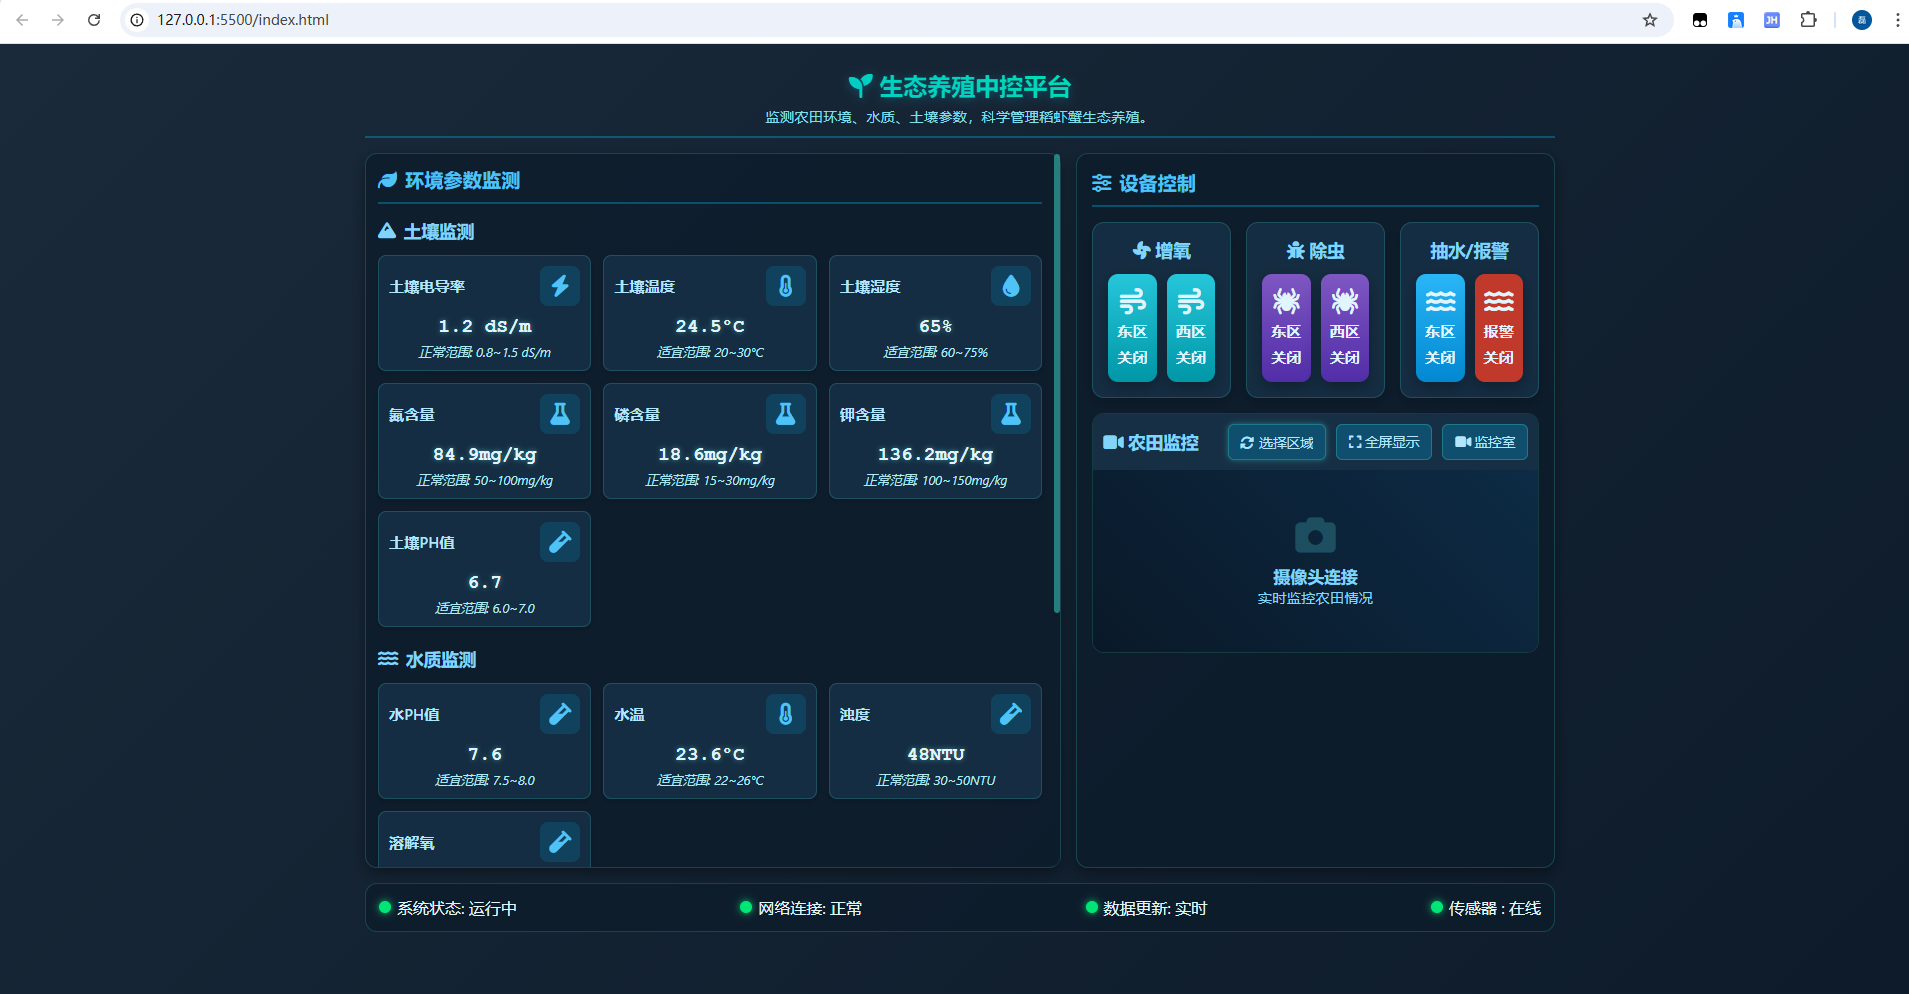 127.0.0.1:5500/index.html
JH
磊
生态养殖中控平台
监测农田环境、水质、土壤参数，科学管理稻虾蟹生态养殖。
环境参数监测
土壤监测
土壤电导率
1.2 dS/m
正常范围: 0.8~1.5 dS/m
土壤温度
24.5°C
适宜范围: 20~30°C
土壤湿度
65%
适宜范围: 60~75%
氮含量
84.9mg/kg
正常范围: 50~100mg/kg
磷含量
18.6mg/kg
正常范围: 15~30mg/kg
钾含量
136.2mg/kg
正常范围: 100~150mg/kg
土壤PH值
6.7
适宜范围: 6.0~7.0
水质监测
水PH值
7.6
适宜范围: 7.5~8.0
水温
23.6°C
适宜范围: 22~26°C
浊度
48NTU
正常范围: 30~50NTU
溶解氧
设备控制
增氧
东区
关闭
西区
关闭
除虫
东区
关闭
西区
关闭
抽水/报警
东区
关闭
报警
关闭
农田监控
选择区域
全屏显示
监控室
摄像头连接
实时监控农田情况
系统状态: 运行中
网络连接: 正常
数据更新: 实时
传感器 : 在线